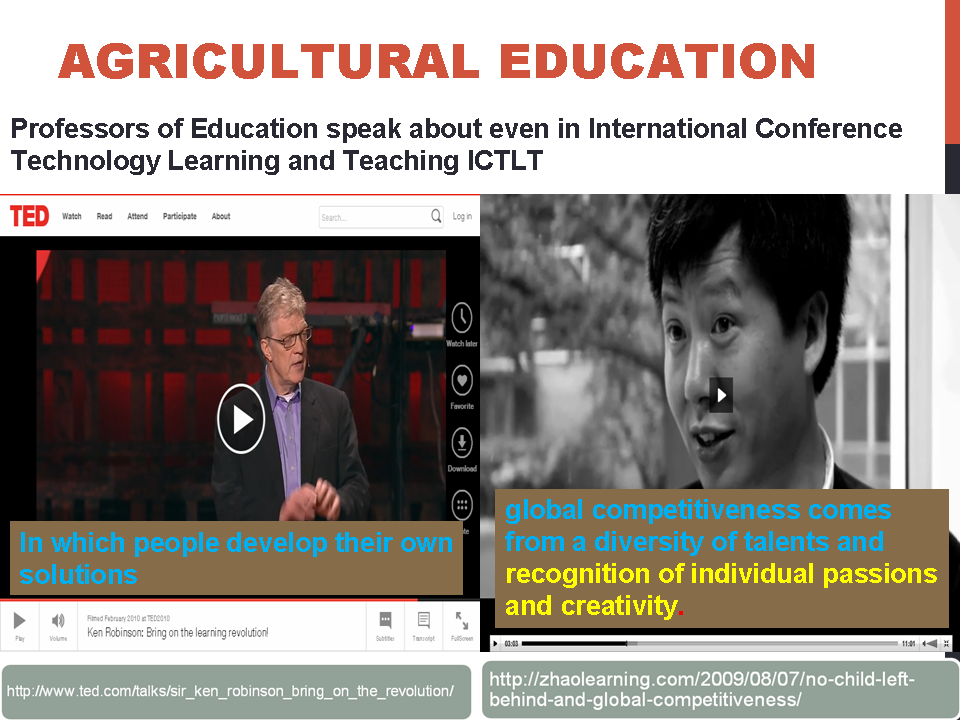 AGRICULTURAL EDUCATION
Professors of Education speak about even in International Conference
Technology Learning and Teaching ICTLT
TED Watch Read Attend Participate About Search... Log in
Watch later
Favorite
Download
In which people develop their own
solutions
Play Volume Filmed February 2010 at TED2010
Ken Robinson: Bring on the learning revolution!
Subtitles Transcript FullScreen
http://www.ted.com/talks/sir_ken_robinson_bring_on_the_revolution/
global competitiveness comes
from a diversity of talents and
recognition of individual passions
and creativity.
03:03 11:01
http://zhaolearning.com/2009/08/07/no-child-left-
behind-and-global-competitiveness/